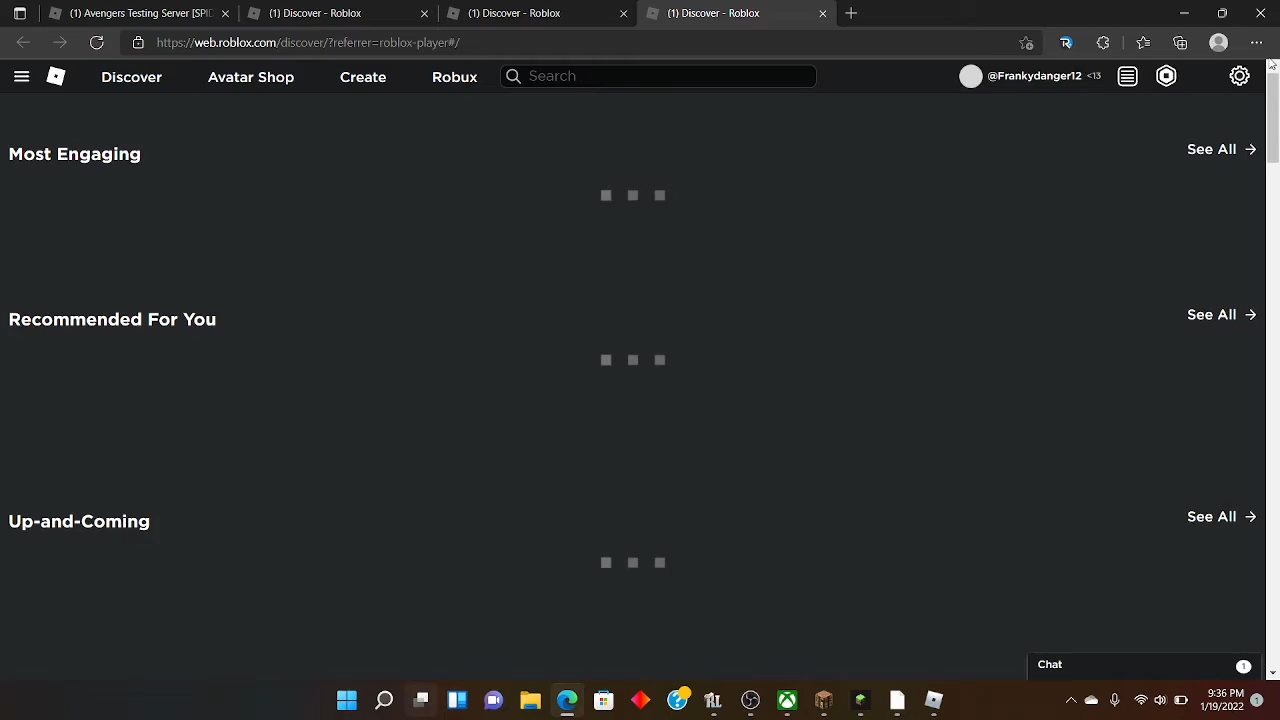 (1) Avengers Testing Server [SPID
(1) Discover - Roblox
(1) Discover - Roblox
(1) Discover - Roblox
https://web.roblox.com/discover/?referrer=roblox-player#/
Discover
Avatar Shop
Create
Robux
Search
@Frankydanger12 <13
Most Engaging
See All
Recommended For You
See All
Up-and-Coming
See All
Chat
1
9:36 PM
1/19/2022
1